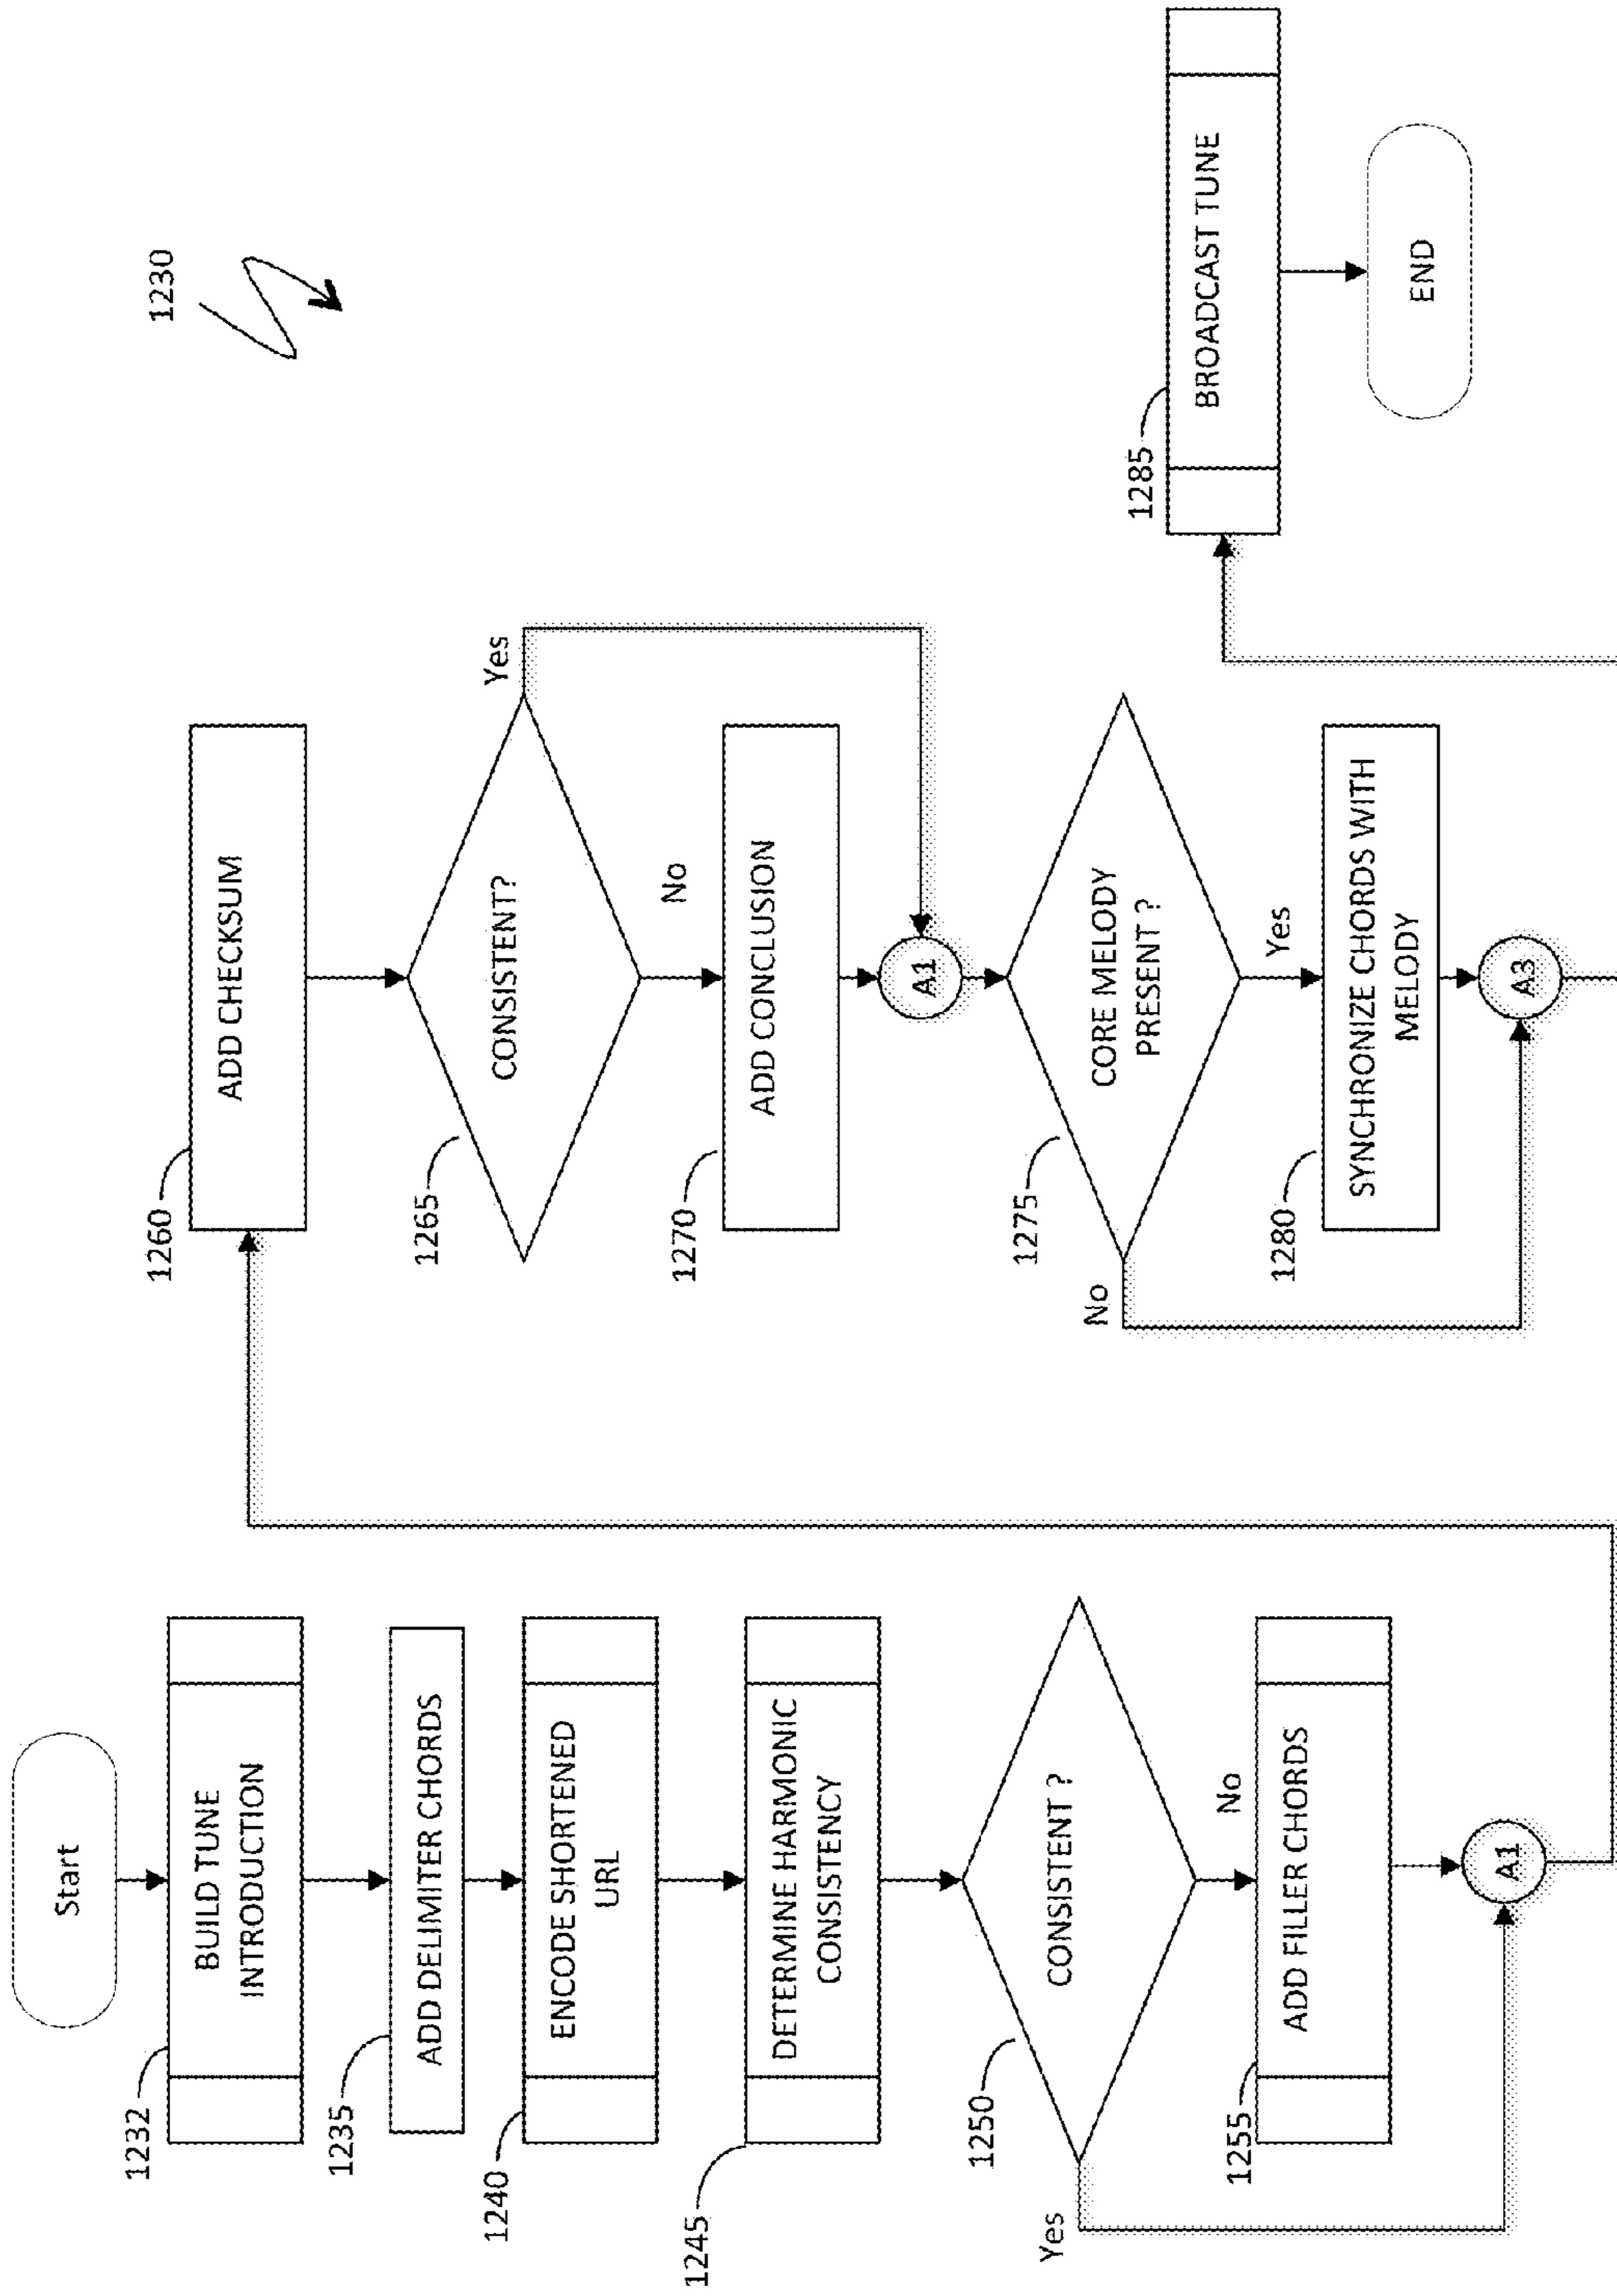 1230
Start
1232
BUILD TUNE
INTRODUCTION
1235
ADD DELIMITER CHORDS
1240
ENCODE SHORTENED
URL
1245
DETERMINE HARMONIC
CONSISTENCY
1250
CONSISTENT ?
Yes
No
1255
ADD FILLER CHORDS
A1
1260
ADD CHECKSUM
1265
CONSISTENT?
Yes
No
1270
ADD CONCLUSION
A1
1275
CORE MELODY
PRESENT ?
No
Yes
1280
SYNCHRONIZE CHORDS WITH
MELODY
A3
1285
BROADCAST TUNE
END